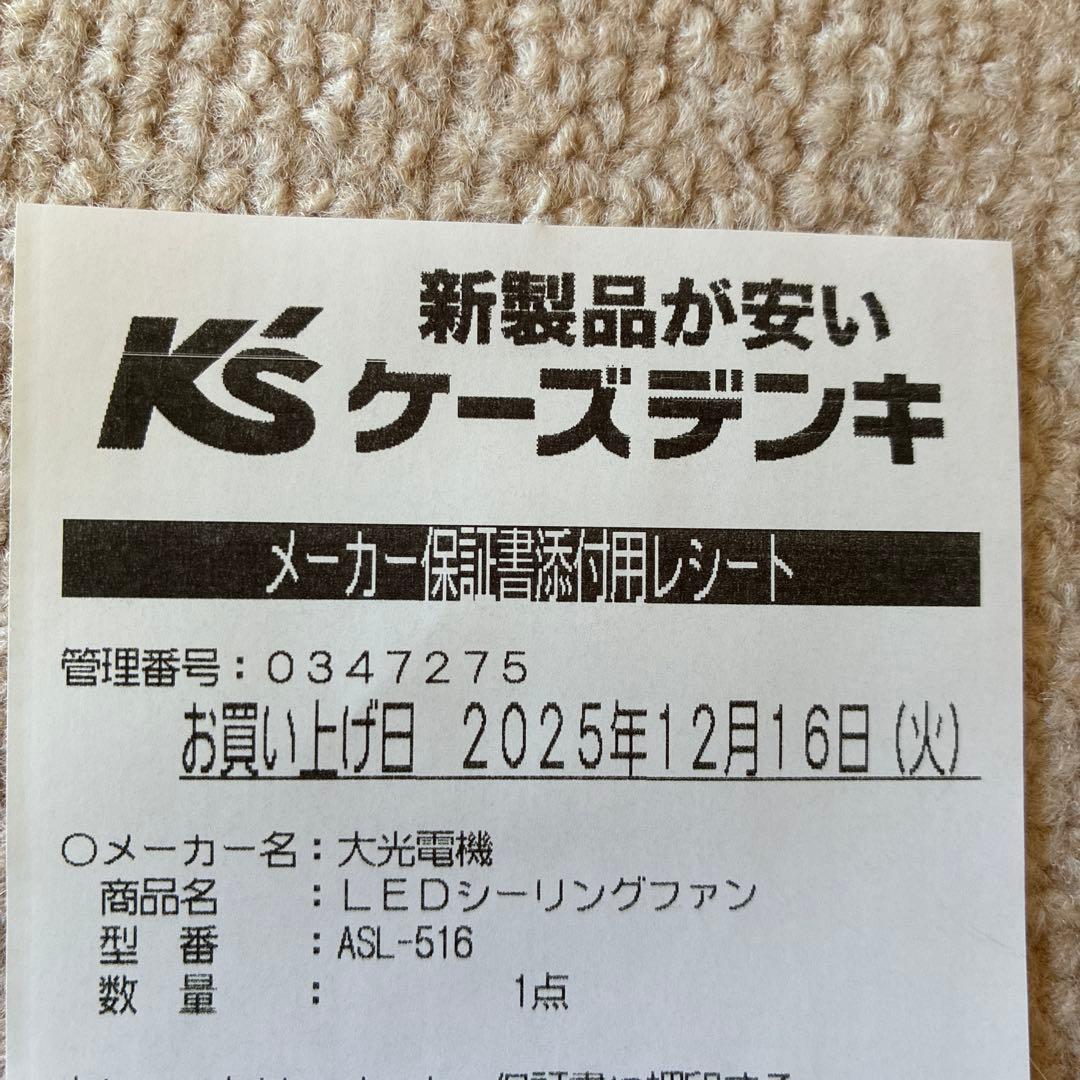 新製品が安い
K'sケーズデンキ
メーカー保証書添付用レシート
管理番号：０３４７２７５
お買い上げ日　２０２５年１２月１６日（火）
〇メーカー名：大光電機
商品名　：ＬＥＤシーリングファン
型　番　：ASL-516
数　量　：　1点